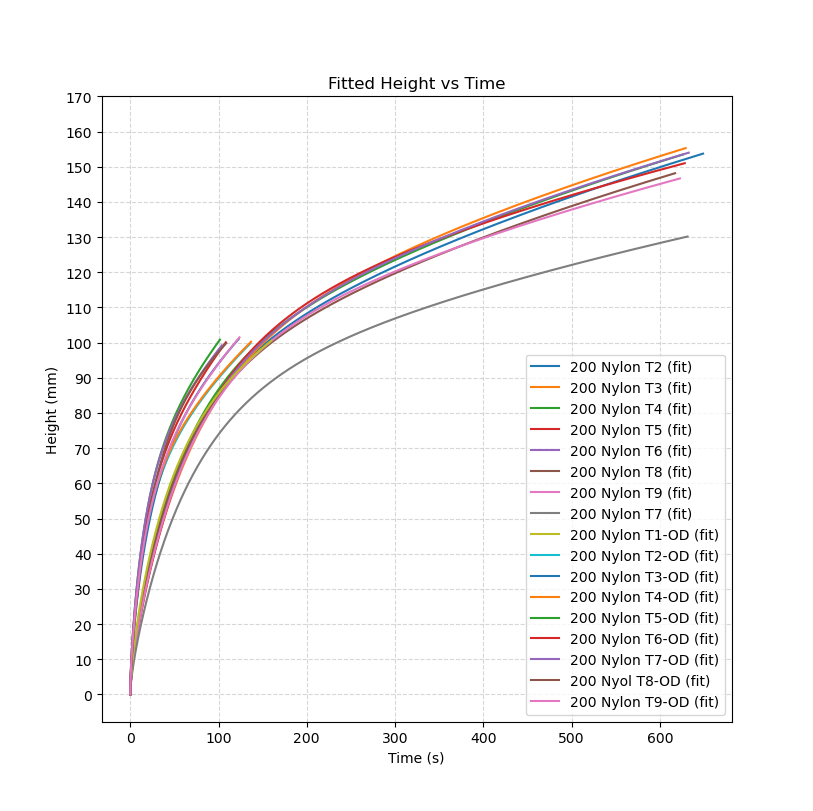 Fitted Height vs Time
170
160
150
140
130
120
110
100
90
80
70
60
50
40
30
20
10
0
Height (mm)
200 Nylon T2 (fit)
200 Nylon T3 (fit)
200 Nylon T4 (fit)
200 Nylon T5 (fit)
200 Nylon T6 (fit)
200 Nylon T8 (fit)
200 Nylon T9 (fit)
200 Nylon T7 (fit)
200 Nylon T1-OD (fit)
200 Nylon T2-OD (fit)
200 Nylon T3-OD (fit)
200 Nylon T4-OD (fit)
200 Nylon T5-OD (fit)
200 Nylon T6-OD (fit)
200 Nylon T7-OD (fit)
200 Nyol T8-OD (fit)
200 Nylon T9-OD (fit)
0 100 200 300 400 500 600
Time (s)